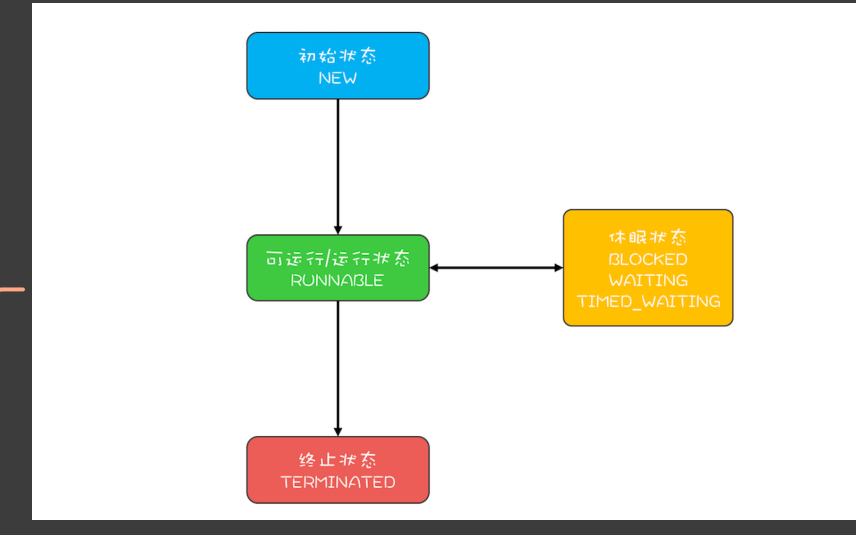 初始状态
NEW
可运行/运行状态
RUNNABLE
休眠状态
BLOCKED
WAITING
TIMED_WAITING
终止状态
TERMINATED